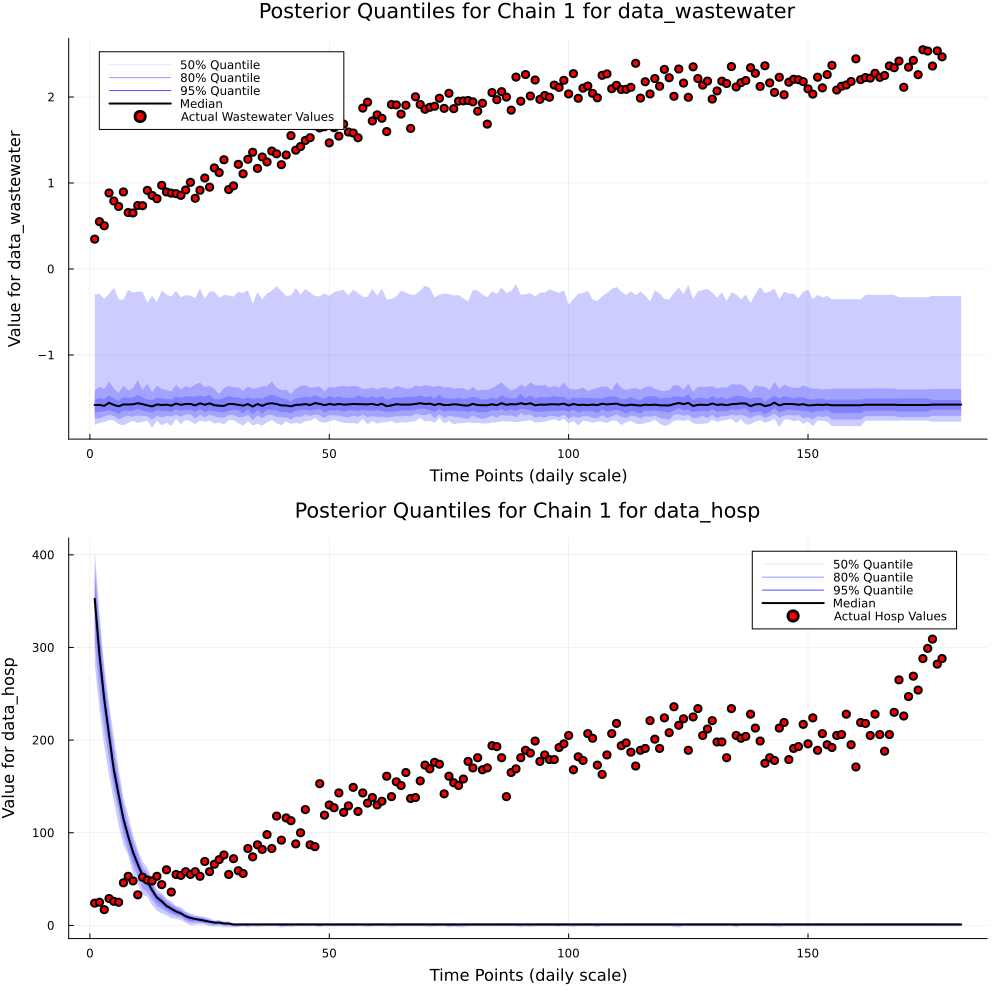 Posterior Quantiles for Chain 1 for data_wastewater
Value for data_wastewater
50% Quantile
80% Quantile
95% Quantile
Median
Actual Wastewater Values
2
1
0
−1
0
50
100
150
Time Points (daily scale)
Posterior Quantiles for Chain 1 for data_hosp
Value for data_hosp
50% Quantile
80% Quantile
95% Quantile
Median
Actual Hosp Values
400
300
200
100
0
0
50
100
150
Time Points (daily scale)